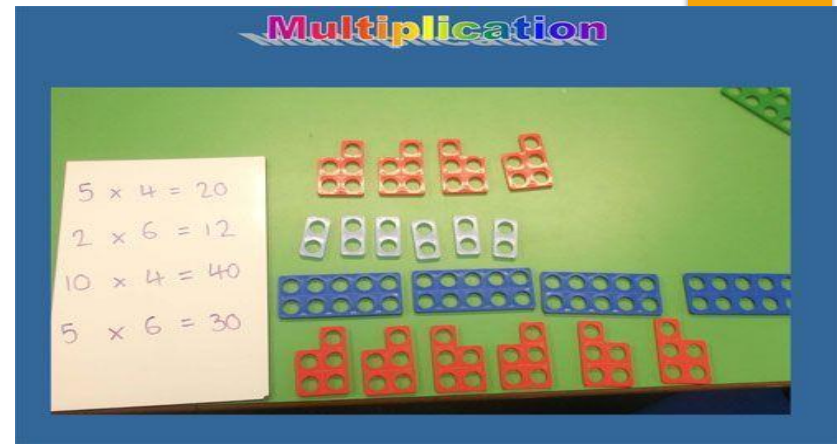 Multiplication
5 × 4 = 20
2 × 6 = 12
10 × 4 = 40
5 × 6 = 30